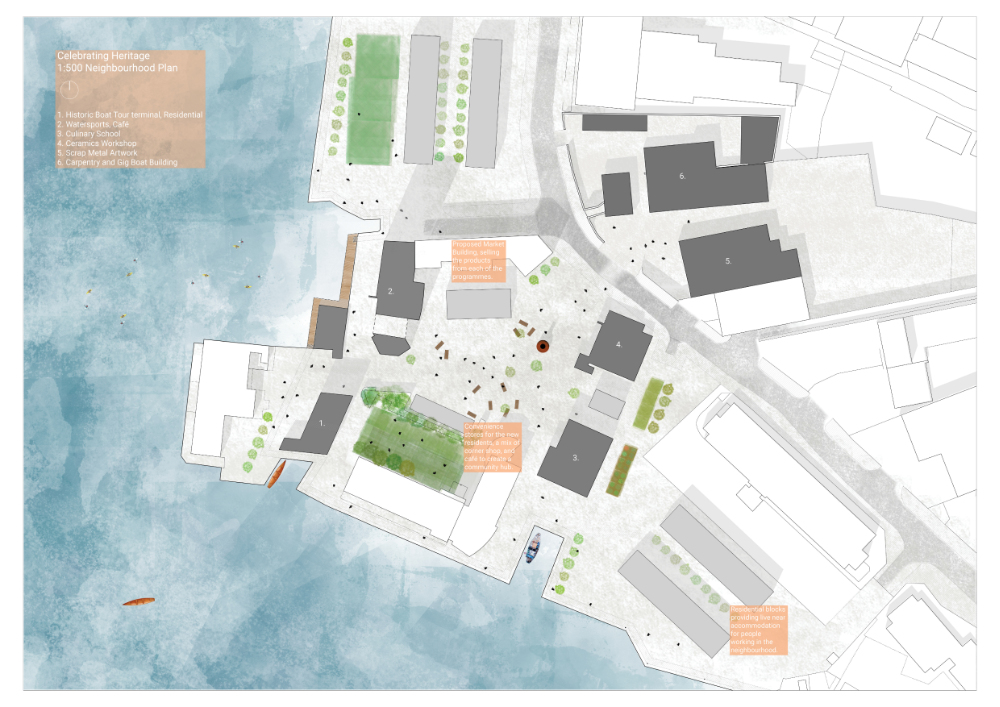 Celebrating Heritage
1:500 Neighbourhood Plan
1. Historic Boat Tour terminal, Residential
2. Watersports, Cafe
3. Culinary School
4. Ceramics Workshop
5. Scrap Metal Artwork
6. Carpentry and Gig Boat Building
6.
Proposed Market
Building, selling
the products
from each of the
programmes.
5.
2.
4.
1.
Convenience
stores for the new
residents, a
corner shop, and
cafe to create a
community hub.
3.
Residential blocks
providing live near
accommodation
for people
working in the
neighbourhood.